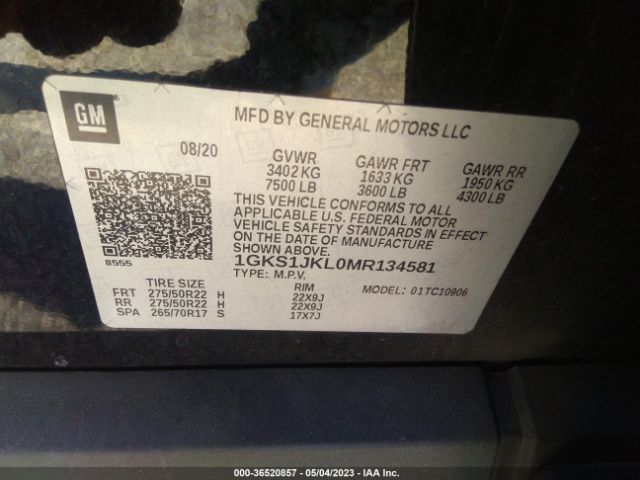 GM
MFD BY GENERAL MOTORS LLC
08/20 GVWR GAWR FRT GAWR RR
3402 KG 1633 KG 1950 KG
7500 LB 3600 LB 4300 LB
THIS VEHICLE CONFORMS TO ALL
APPLICABLE U.S. FEDERAL MOTOR
VEHICLE SAFETY STANDARDS IN EFFECT
ON THE DATE OF MANUFACTURE
SHOWN ABOVE.
8555 1GKS1JKL0MR134581
TYPE: M.P.V.
TIRE SIZE RIM MODEL: 01TC10906
FRT 275/50R22 H 22X9J
RR 275/50R22 H 22X9J
SPA 265/70R17 S 17X7J
000-36520857 - 05/04/2023 - IAA Inc.